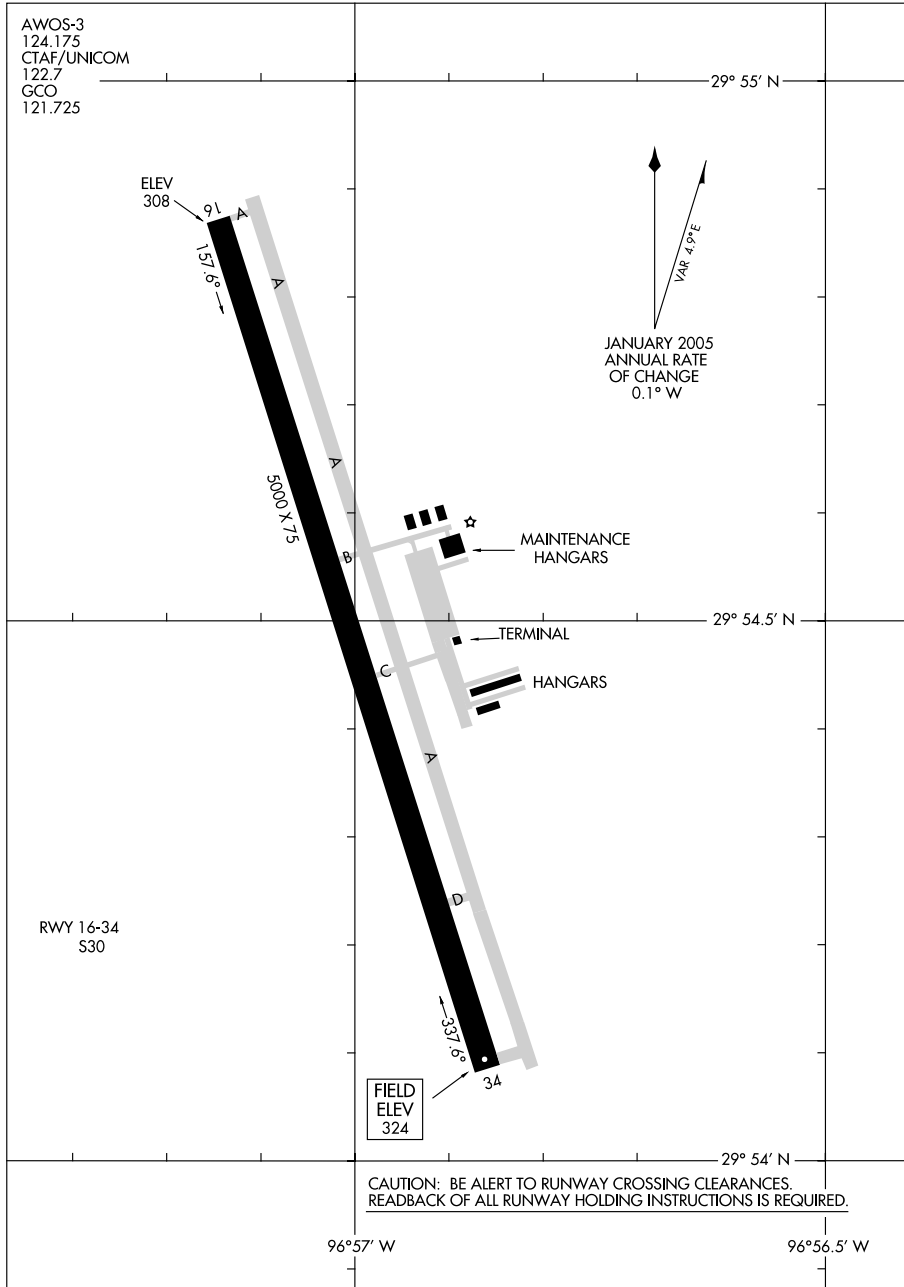 AWOS-3
124.175
CTAF/UNICOM
122.7
GCO
121.725
29° 55' N
ELEV
308
16
A
157.6°
A
VAR 4.9° E
JANUARY 2005
ANNUAL RATE
OF CHANGE
0.1° W
A
5000 X 75
B
MAINTENANCE
HANGARS
29° 54.5' N
TERMINAL
C
HANGARS
A
D
RWY 16-34
S30
337.6°
34
FIELD
ELEV
324
29° 54' N
CAUTION: BE ALERT TO RUNWAY CROSSING CLEARANCES.
READBACK OF ALL RUNWAY HOLDING INSTRUCTIONS IS REQUIRED.
96°57' W
96°56.5' W